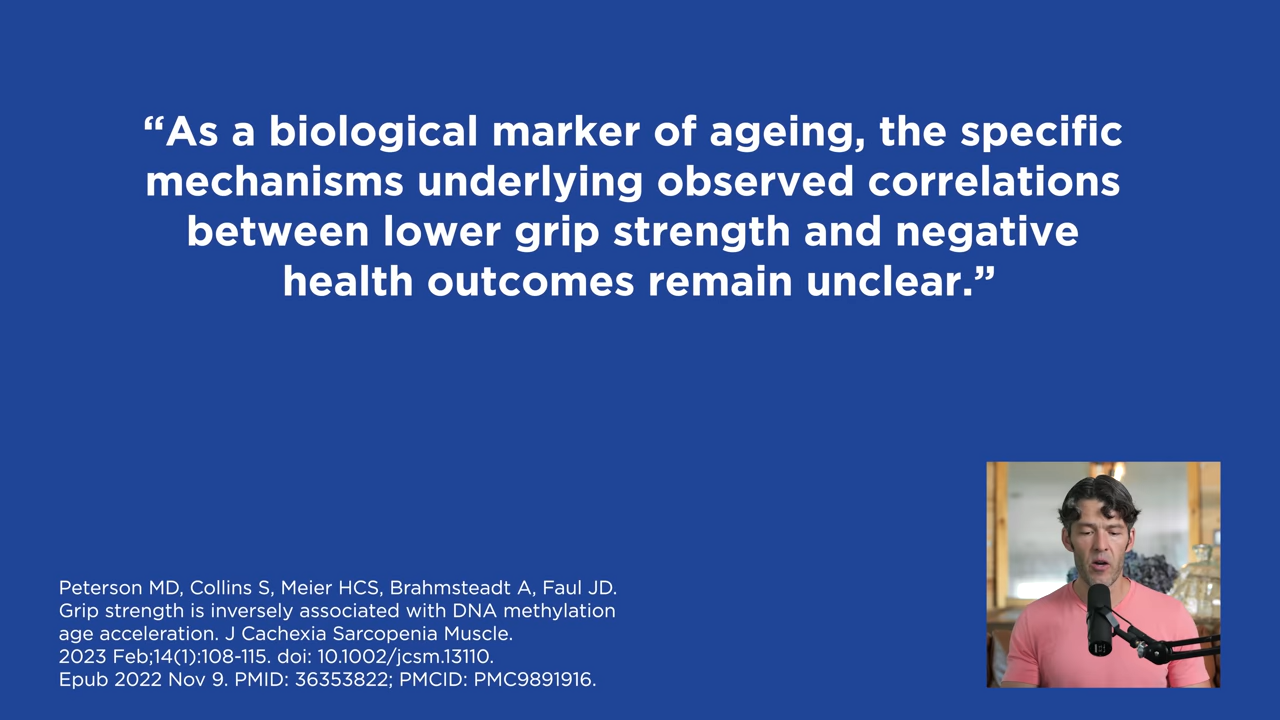 “As a biological marker of ageing, the specific
mechanisms underlying observed correlations
between lower grip strength and negative
health outcomes remain unclear.”
Peterson MD, Collins S, Meier HCS, Brahmsteadt A, Faul JD.
Grip strength is inversely associated with DNA methylation
age acceleration. J Cachexia Sarcopenia Muscle.
2023 Feb;14(1):108-115. doi: 10.1002/jcsm.13110.
Epub 2022 Nov 9. PMID: 36353822; PMCID: PMC9891916.